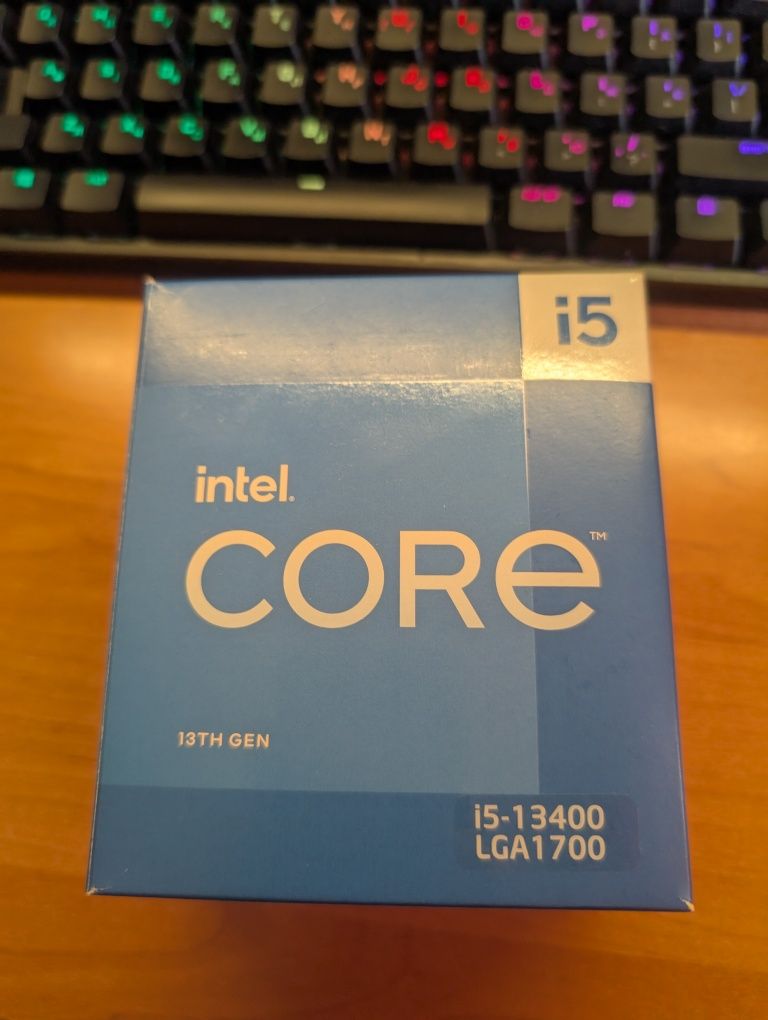 i5
intel.
CORe™
13TH GEN
i5-13400
LGA1700